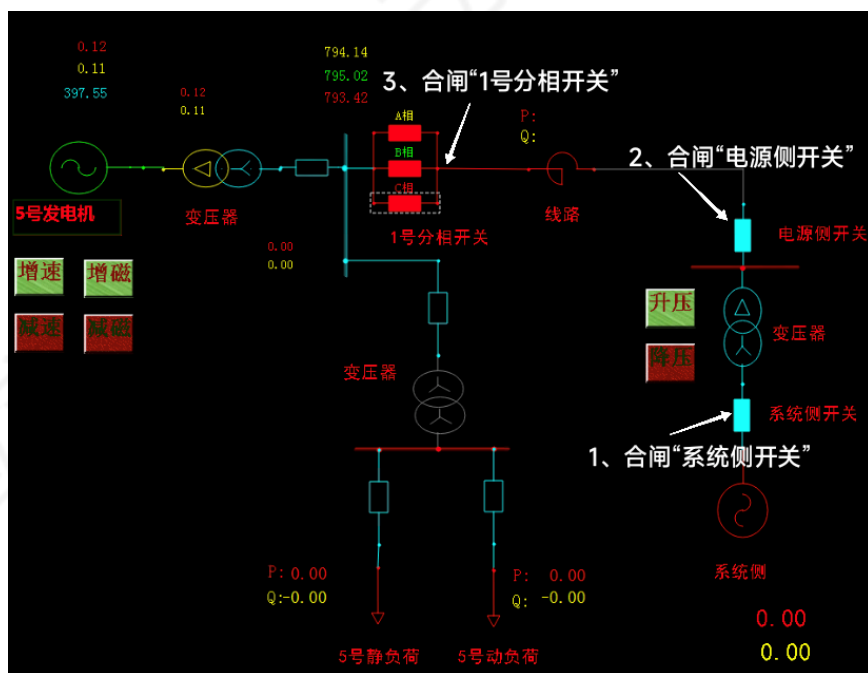 0.12
0.11
397.55
0.12
0.11
794.14
795.02
793.42
3、合闸“1号分相开关”
A相
B相
C相
P:
Q:
2、合闸“电源侧开关”
5号发电机
变压器
1号分相开关
线路
电源侧开关
0.00
0.00
增速
增磁
减速
减磁
升压
降压
变压器
变压器
系统侧开关
1、合闸“系统侧开关”
P: 0.00
Q:-0.00
P: 0.00
Q: -0.00
系统侧
0.00
0.00
5号静负荷
5号动负荷